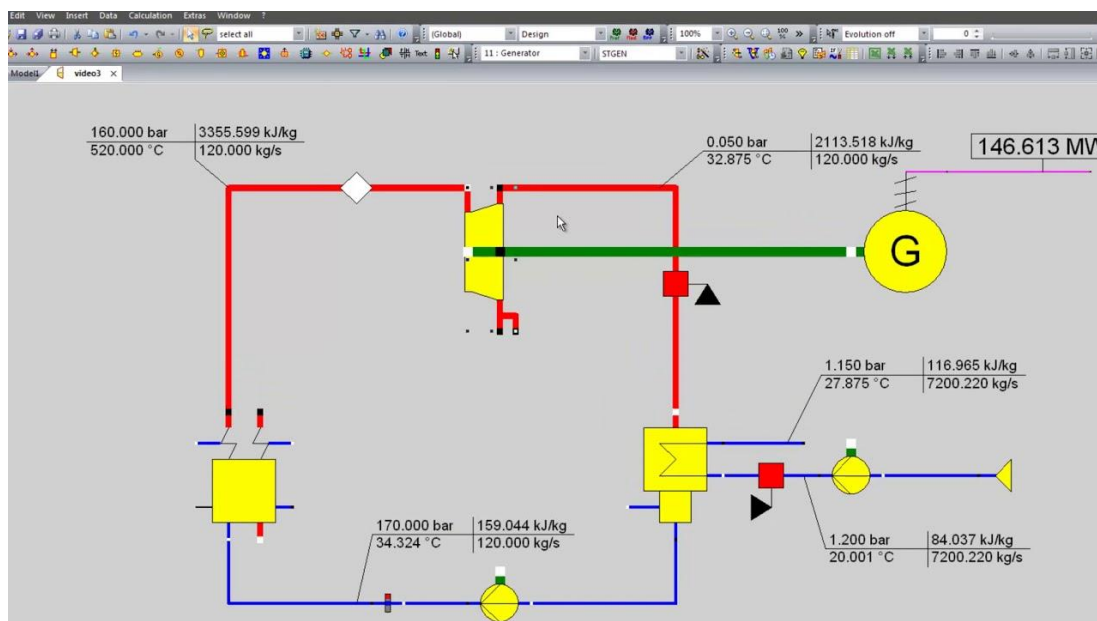 Edit View Insert Data Calculation Extras Window ?
select all (Global) Design 100% Evolution off 0
Text 11 : Generator STGEN
Model1 video3 ×
160.000 bar 3355.599 kJ/kg
520.000 °C 120.000 kg/s
0.050 bar 2113.518 kJ/kg
32.875 °C 120.000 kg/s
146.613 MW
G
1.150 bar 116.965 kJ/kg
27.875 °C 7200.220 kg/s
170.000 bar 159.044 kJ/kg
34.324 °C 120.000 kg/s
1.200 bar 84.037 kJ/kg
20.001 °C 7200.220 kg/s